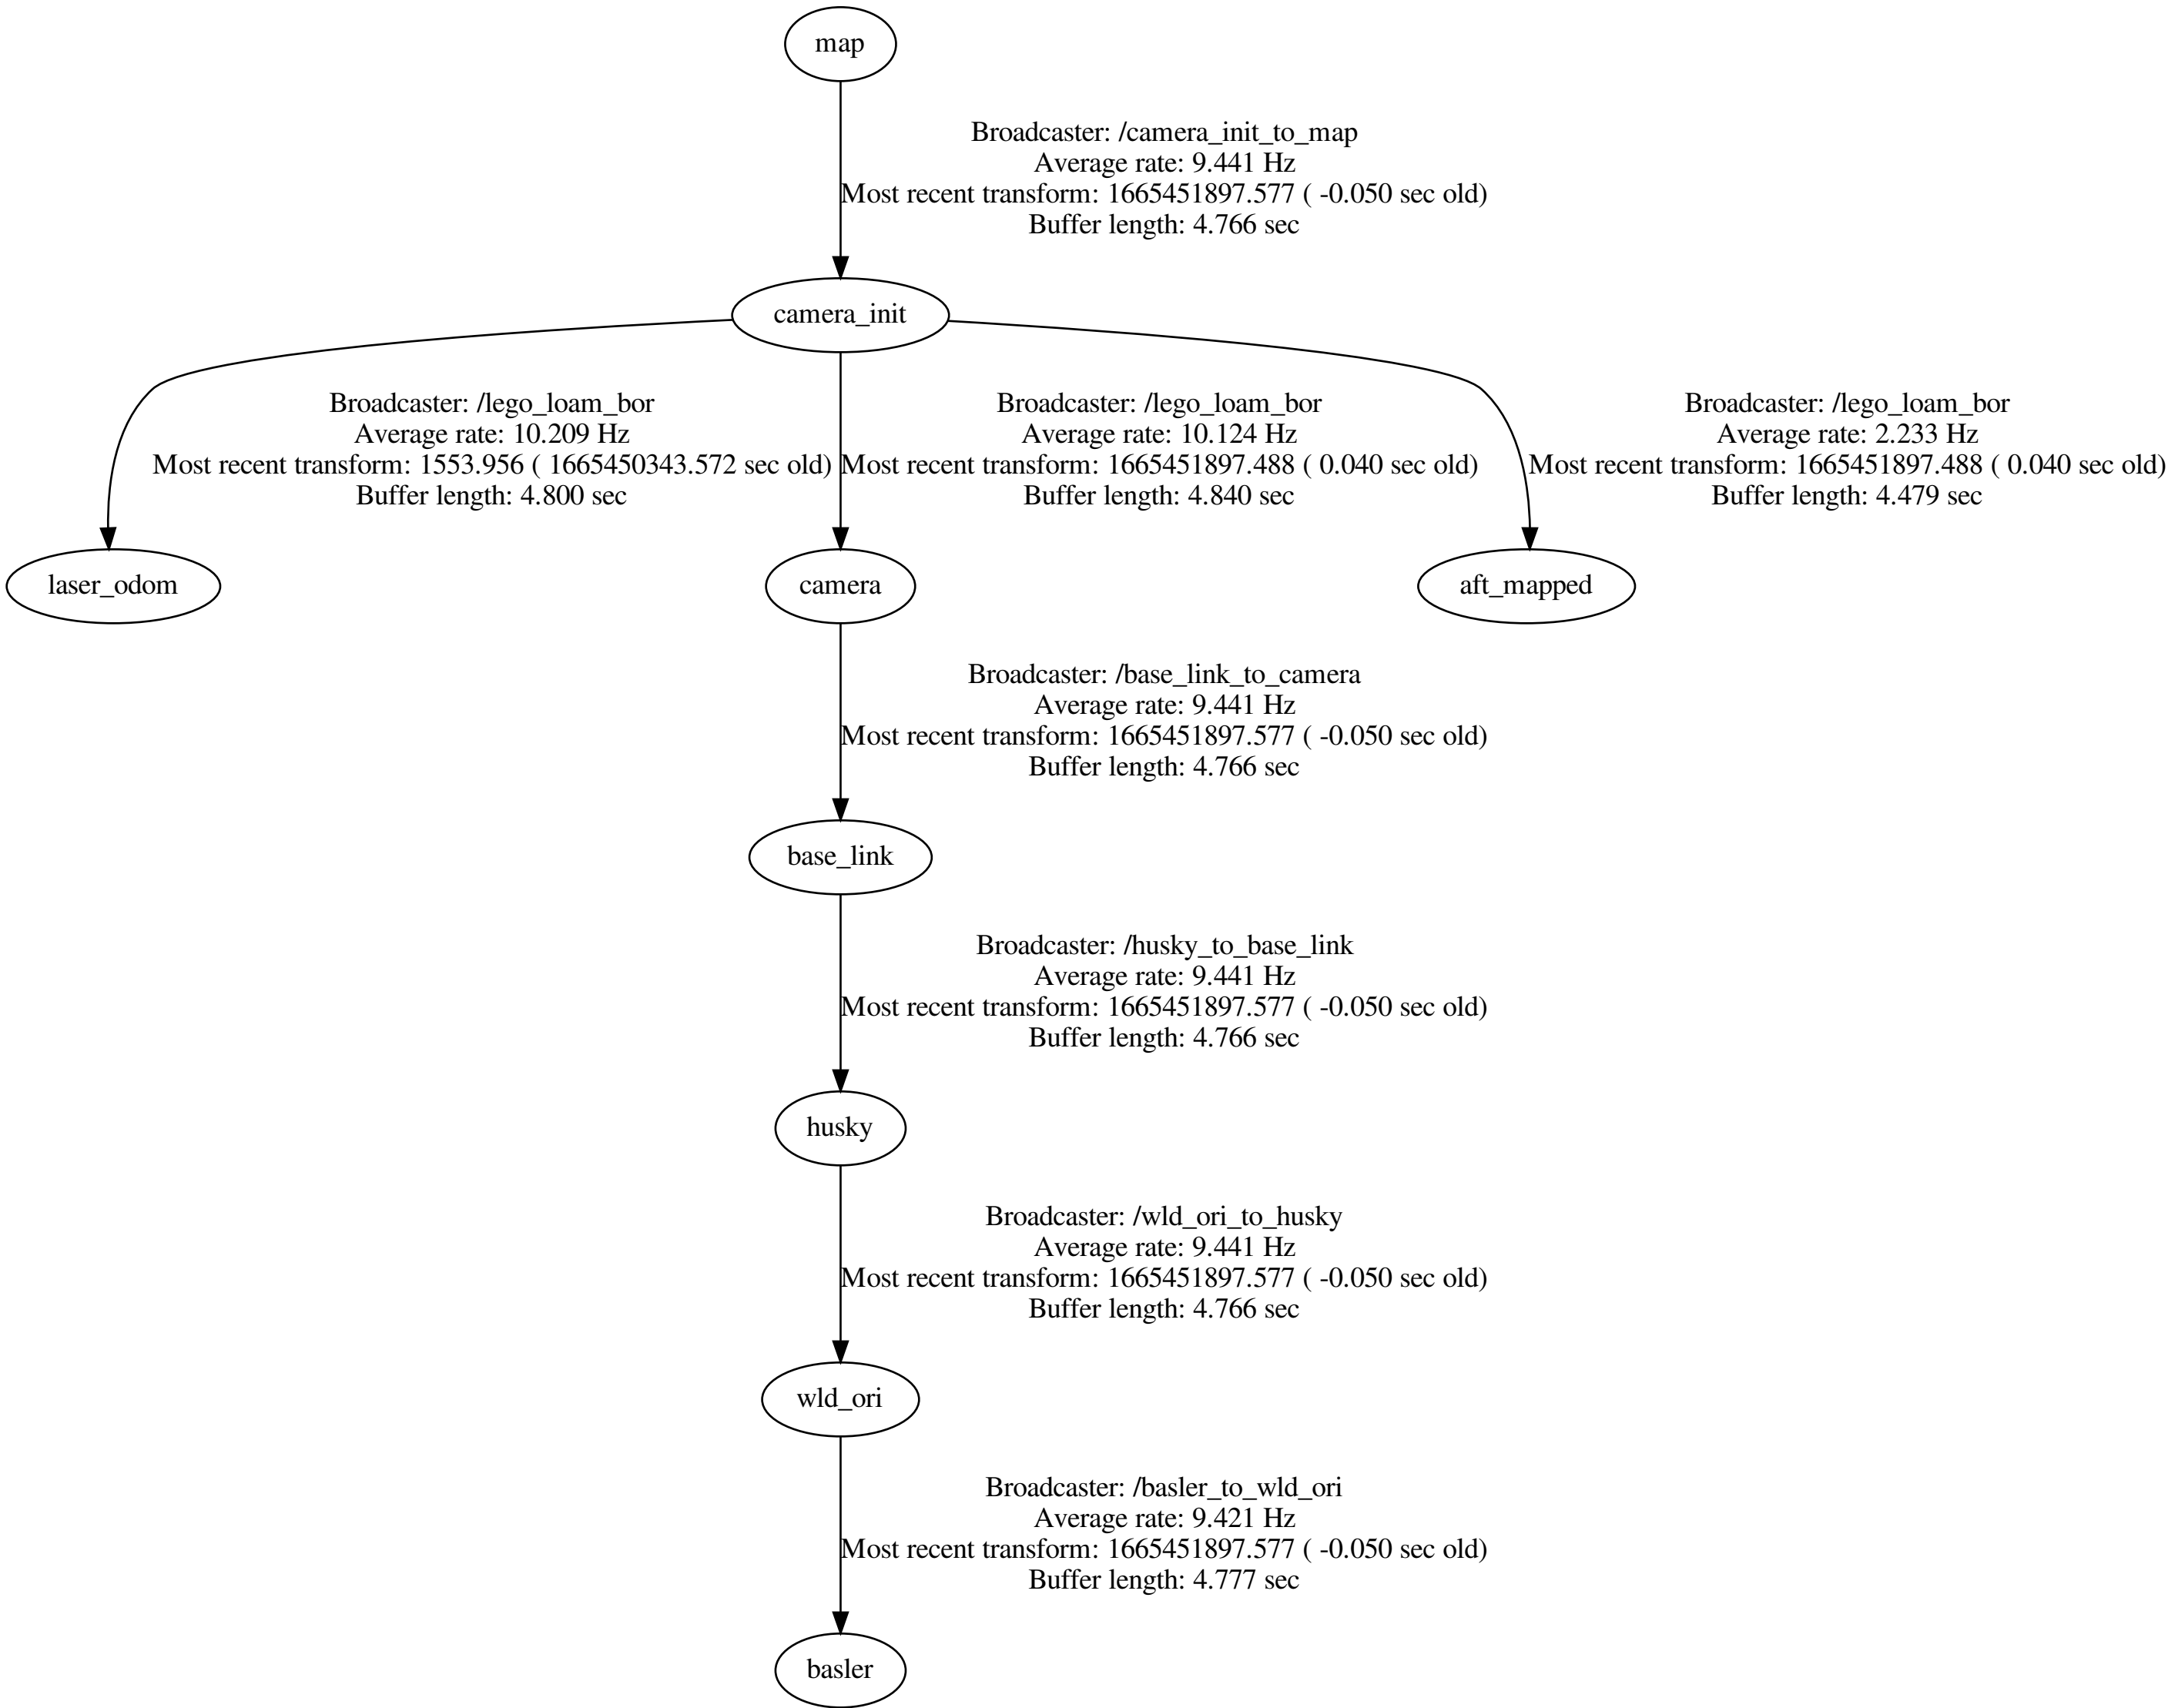 map
Broadcaster: /camera_init_to_map
Average rate: 9.441 Hz
Most recent transform: 1665451897.577 ( -0.050 sec old)
Buffer length: 4.766 sec
camera_init
Broadcaster: /lego_loam_bor
Average rate: 10.209 Hz
Most recent transform: 1553.956 ( 1665450343.572 sec old)
Buffer length: 4.800 sec
Broadcaster: /lego_loam_bor
Average rate: 10.124 Hz
Most recent transform: 1665451897.488 ( 0.040 sec old)
Buffer length: 4.840 sec
Broadcaster: /lego_loam_bor
Average rate: 2.233 Hz
Most recent transform: 1665451897.488 ( 0.040 sec old)
Buffer length: 4.479 sec
laser_odom
camera
aft_mapped
Broadcaster: /base_link_to_camera
Average rate: 9.441 Hz
Most recent transform: 1665451897.577 ( -0.050 sec old)
Buffer length: 4.766 sec
base_link
Broadcaster: /husky_to_base_link
Average rate: 9.441 Hz
Most recent transform: 1665451897.577 ( -0.050 sec old)
Buffer length: 4.766 sec
husky
Broadcaster: /wld_ori_to_husky
Average rate: 9.441 Hz
Most recent transform: 1665451897.577 ( -0.050 sec old)
Buffer length: 4.766 sec
wld_ori
Broadcaster: /basler_to_wld_ori
Average rate: 9.421 Hz
Most recent transform: 1665451897.577 ( -0.050 sec old)
Buffer length: 4.777 sec
basler